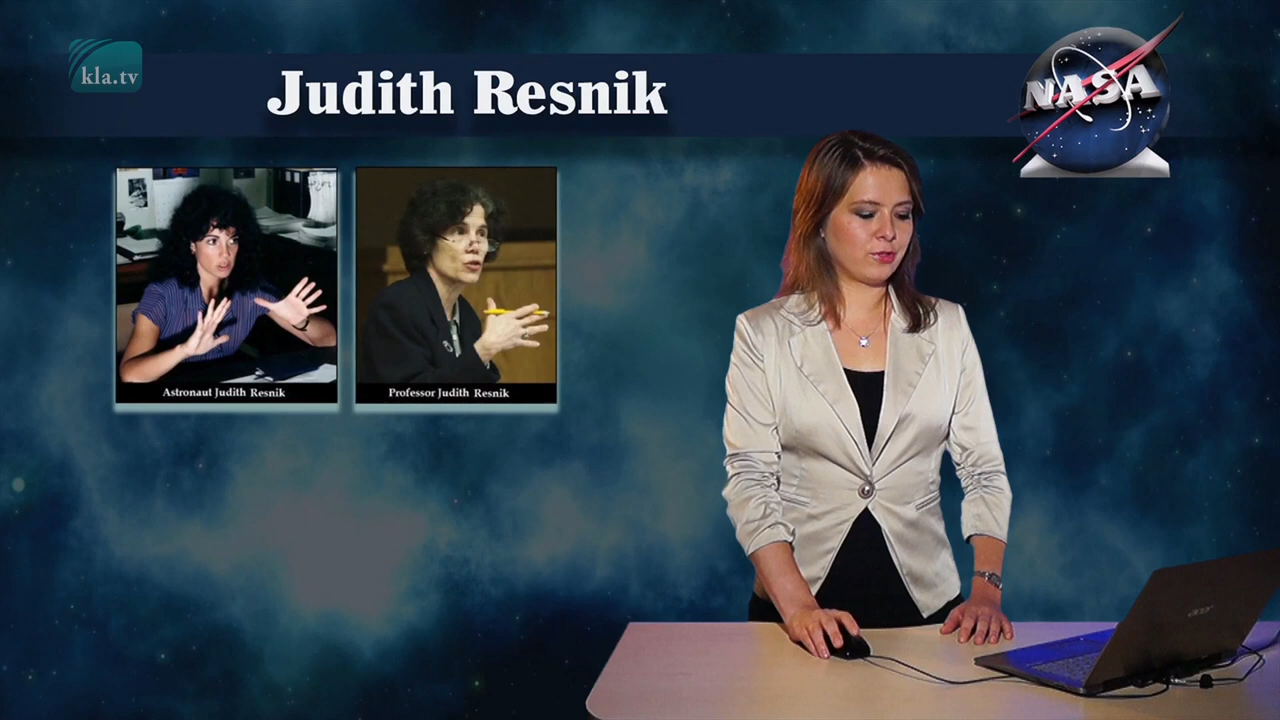 kla.tv
Judith Resnik
NASA
Astronaut Judith Resnik
Professor Judith Resnik
acer